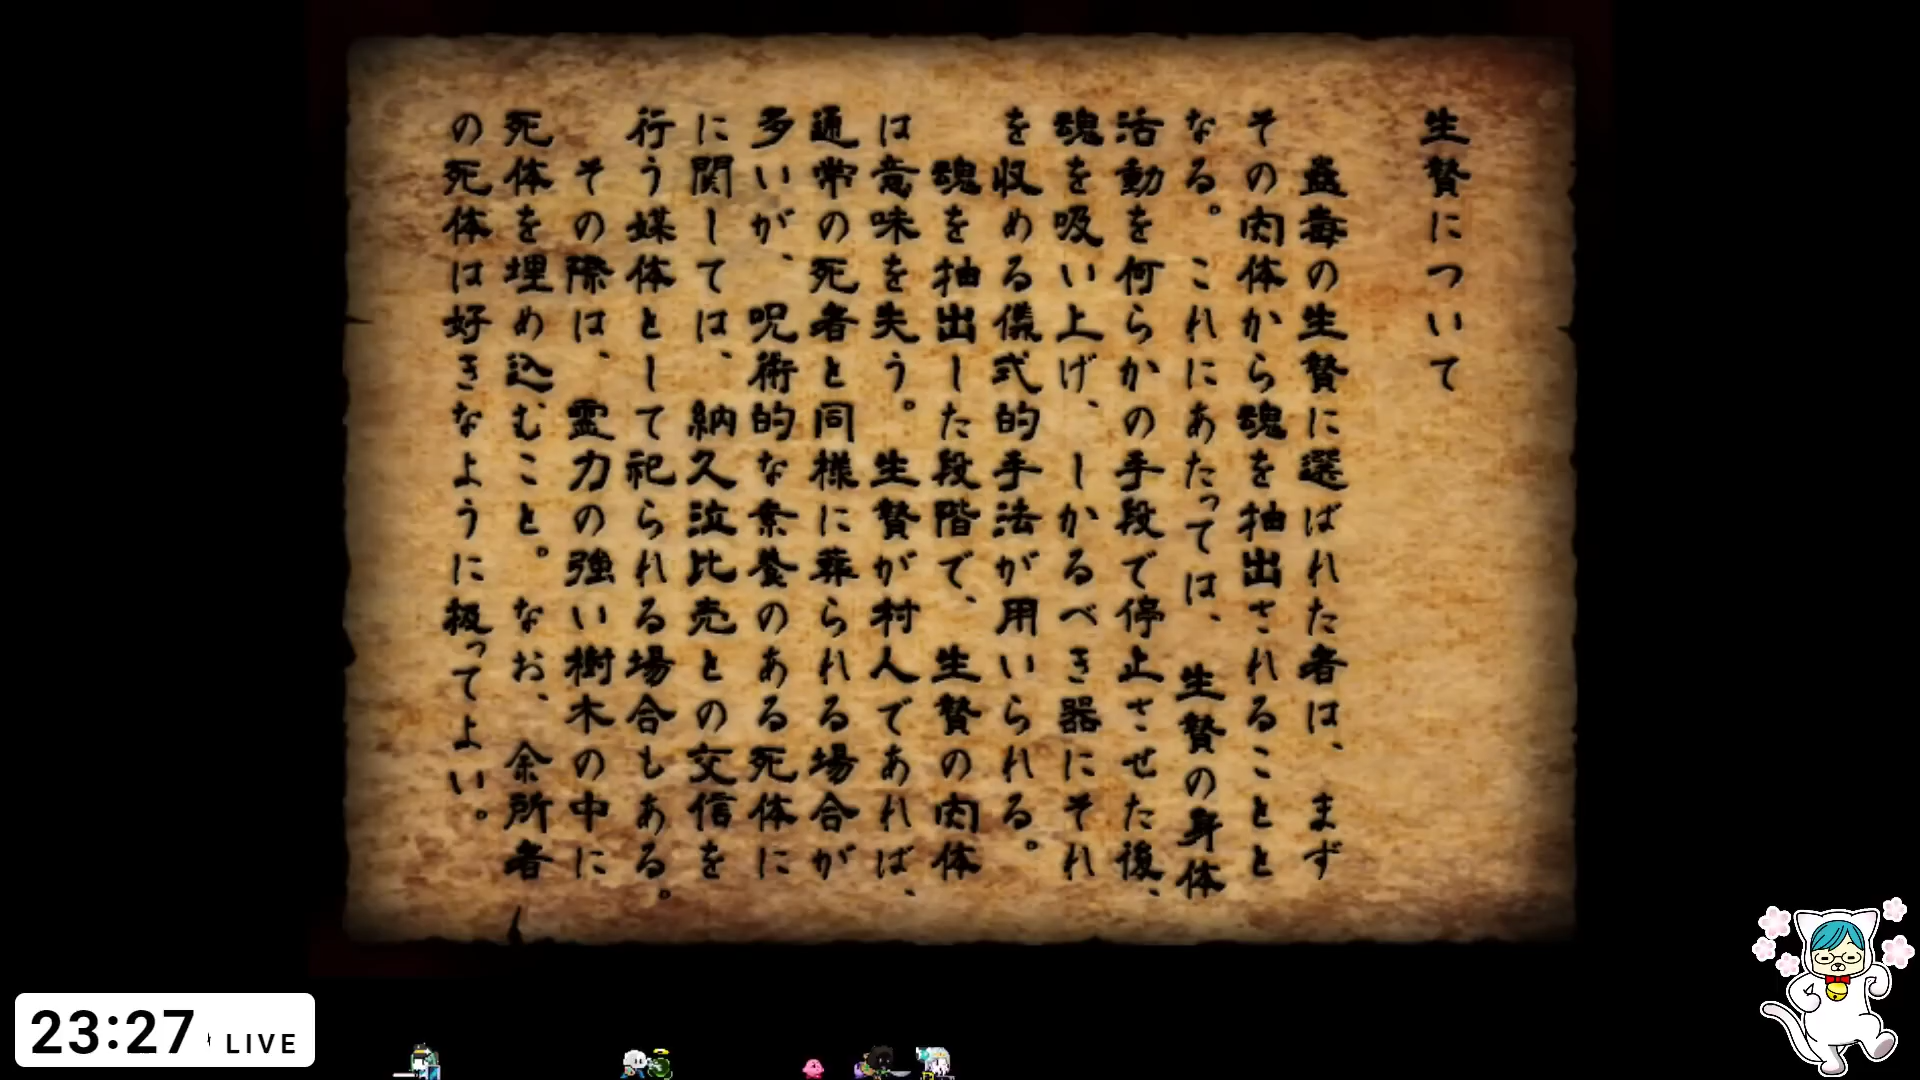 生贄について
蠱毒の生贄に選ばれた者は、まず
その肉体から魂を抽出されることと
なる。これにあたっては、生贄の身体
活動を何らかの手段で停止させた後、
魂を吸い上げ、しかるべき器にそれ
を収める儀式的手法が用いられる。
魂を抽出した段階で、生贄の肉体
は意味を失う。生贄が村人であれば、
通常の死者と同様に葬られる場合が
多いが、呪術的な素養のある死体に
に関しては、納久泣比売との交信を
行う媒体として祀られる場合もある。
その際は、霊力の強い樹木の中に
死体を埋め込むこと。なお、余所者
の死体は好きなように扱ってよい。
23:27 LIVE